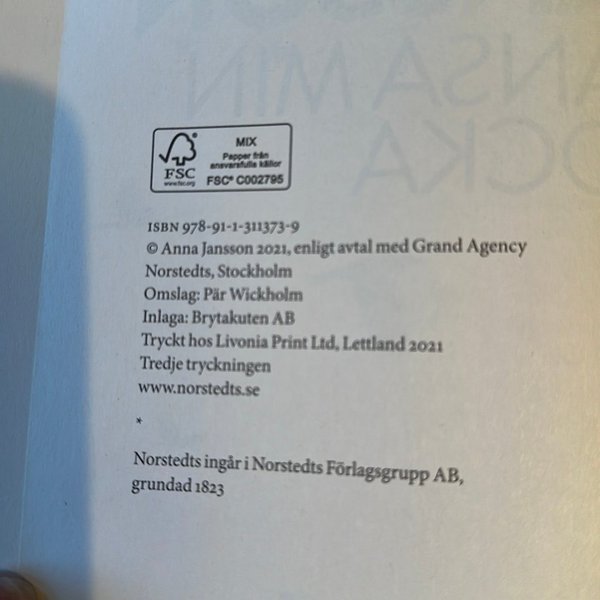 MIX
Papper från
ansvarsfulla källor
FSC® C002795
FSC
www.fsc.org
ISBN 978-91-1-311373-9
© Anna Jansson 2021, enligt avtal med Grand Agency
Norstedts, Stockholm
Omslag: Pär Wickholm
Inlaga: Brytakuten AB
Tryckt hos Livonia Print Ltd, Lettland 2021
Tredje tryckningen
www.norstedts.se
*
Norstedts ingår i Norstedts Förlagsgrupp AB,
grundad 1823